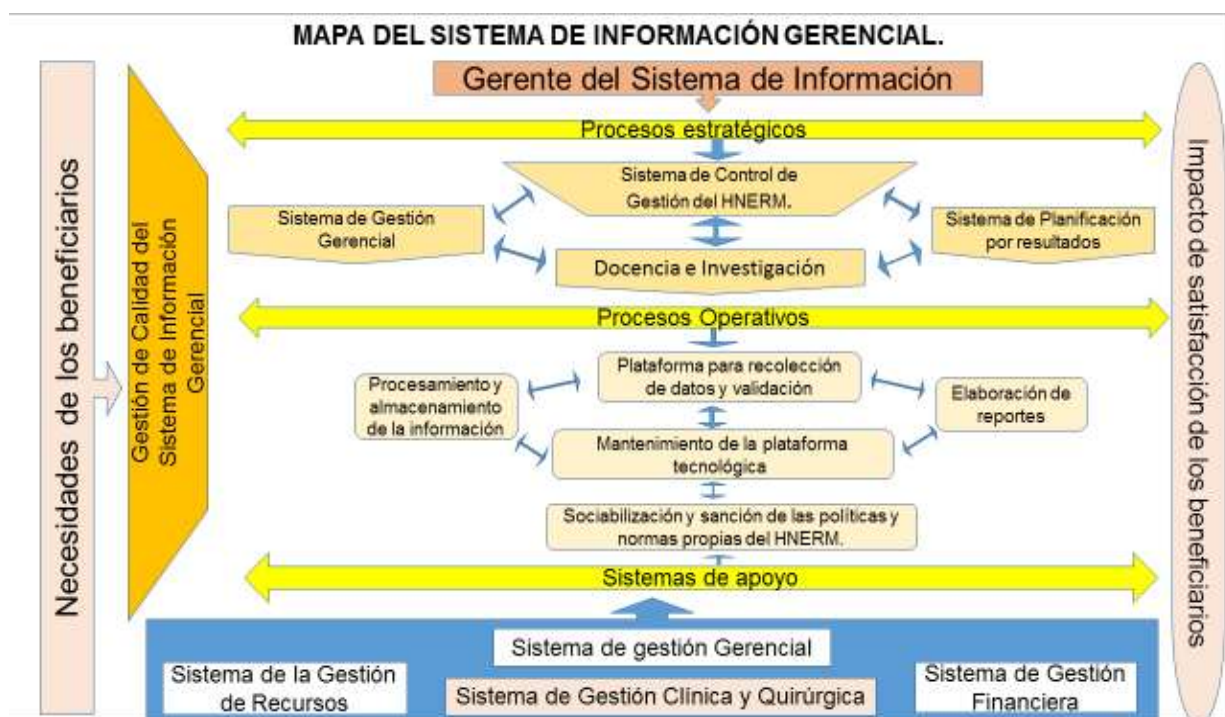 MAPA DEL SISTEMA DE INFORMACIÓN GERENCIAL.
Gerente del Sistema de Información
Necesidades de los beneficiarios
Gestión de Calidad del
Sistema de Información
Gerencial
Procesos estratégicos
Sistema de Control de
Gestión del HNERM.
Sistema de Gestión
Gerencial
Sistema de Planificación
por resultados
Docencia e Investigación
Procesos Operativos
Plataforma para recolección
de datos y validación
Procesamiento y
almacenamiento
de la información
Elaboración de
reportes
Mantenimiento de la plataforma
tecnológica
Sociabilización y sanción de las políticas y
normas propias del HNERM.
Sistemas de apoyo
Sistema de gestión Gerencial
Sistema de la Gestión
de Recursos
Sistema de Gestión Clínica y Quirúrgica
Sistema de Gestión
Financiera
Impacto de satisfacción de los beneficiarios